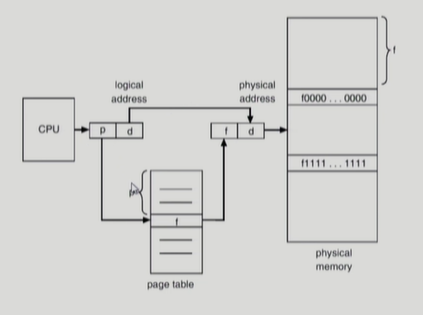 logical
address
physical
address
f
f0000 ... 0000
CPU
p d
f d
f1111 ... 1111
f
physical
memory
page table